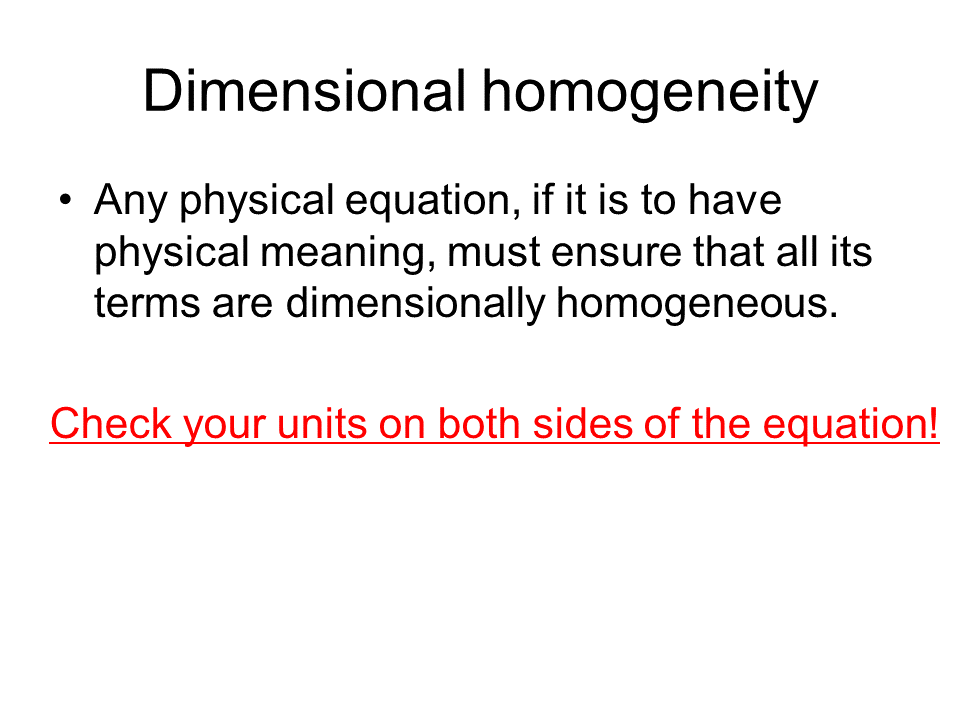 Dimensional homogeneity
• Any physical equation, if it is to have
physical meaning, must ensure that all its
terms are dimensionally homogeneous.
Check your units on both sides of the equation!